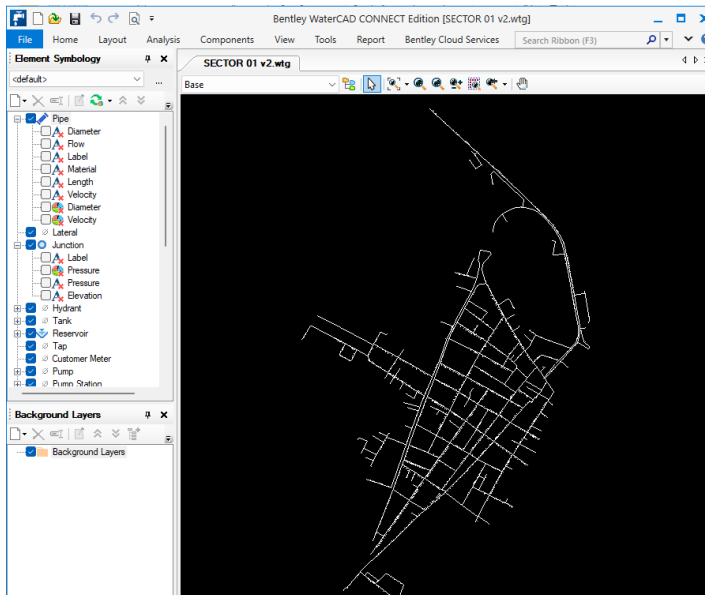 Bentley WaterCAD CONNECT Edition [SECTOR 01 v2.wtg]
File Home Layout Analysis Components View Tools Report Bentley Cloud Services Search Ribbon (F3)
Element Symbology
SECTOR 01 v2.wtg
<default>
...
Base
Pipe
Diameter
Flow
Label
Material
Length
Velocity
Diameter
Velocity
Lateral
Junction
Label
Pressure
Pressure
Elevation
Hydrant
Tank
Reservoir
Tap
Customer Meter
Pump
Pump Station
Background Layers
Background Layers